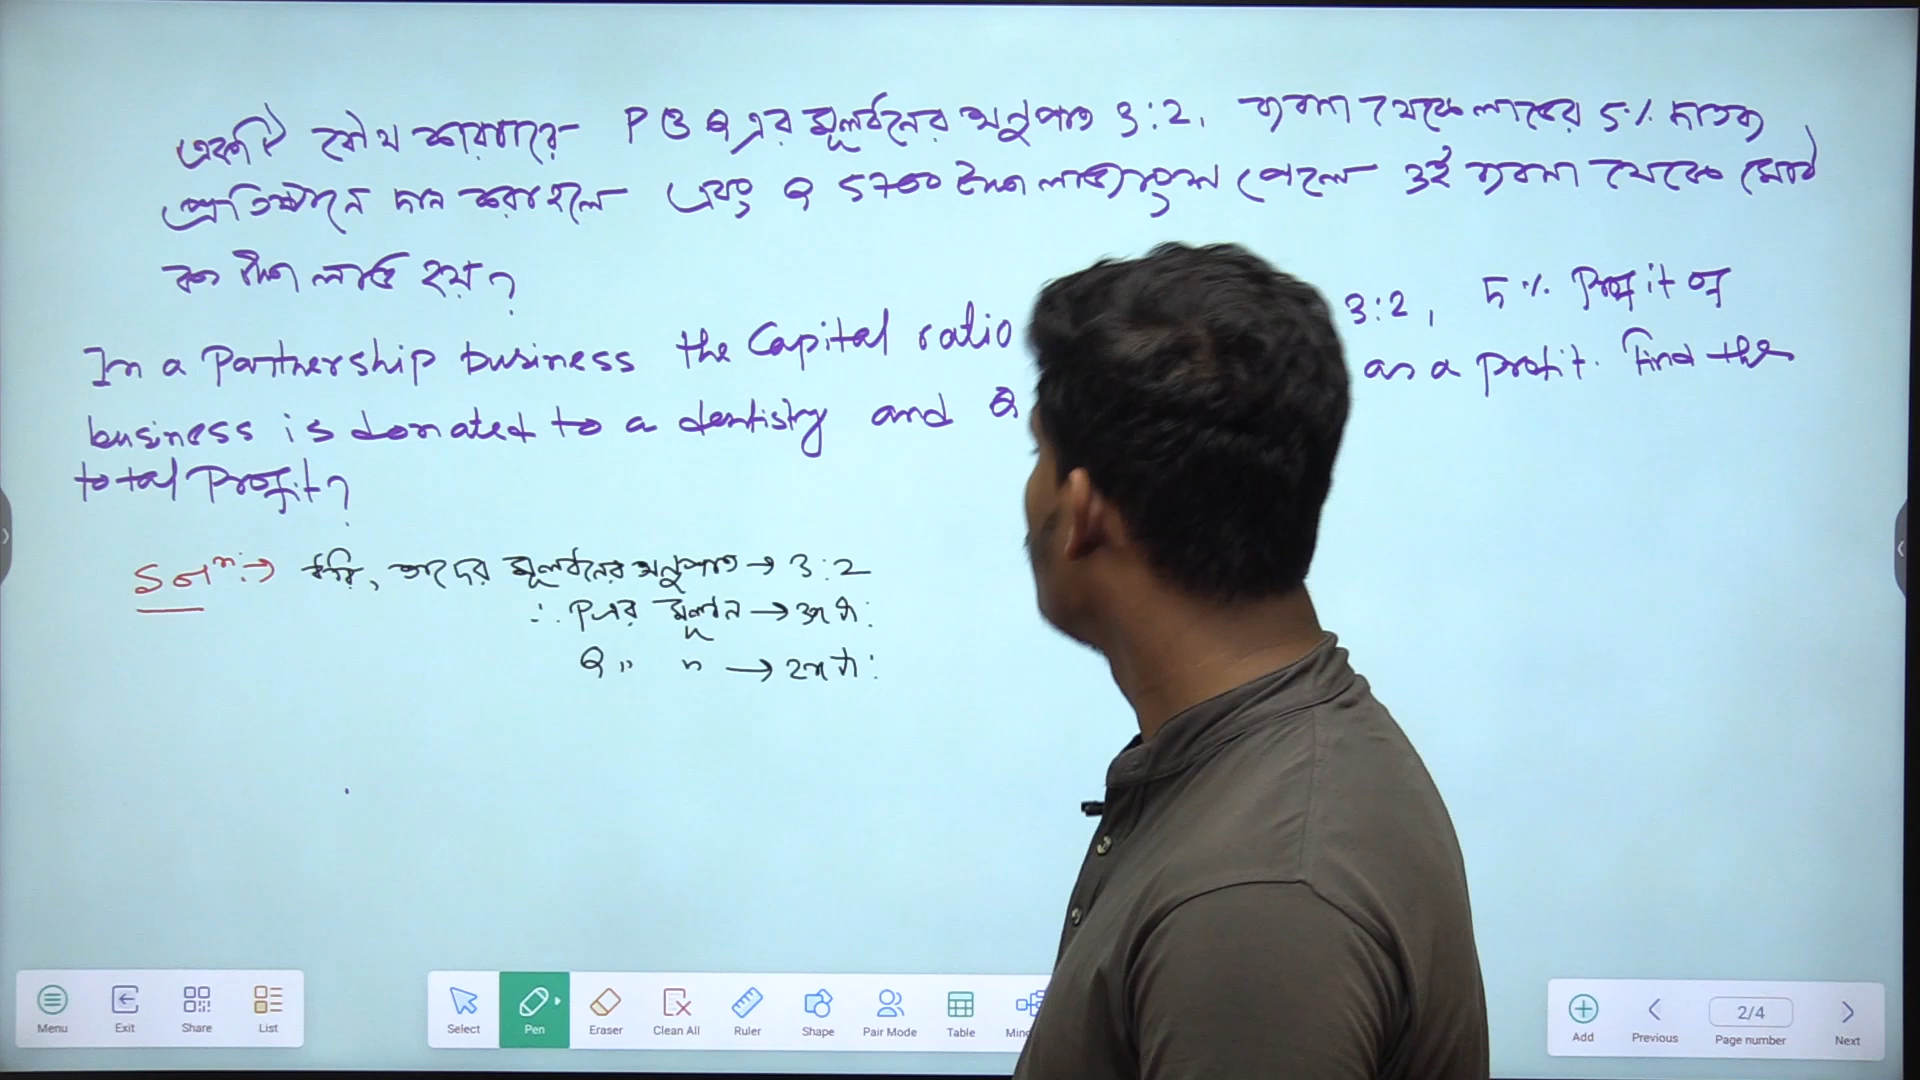 একটি যৌথ কারবারে P ও Q এর মূলধনের অনুপাত 3:2, ব্যবসা থেকে লাভের 5% দাতব্য
প্রতিষ্ঠানে দান করা হলে এবং Q 5700 টাকা লভ্যাংশ পেলে ওই ব্যবসা থেকে মোট
কত টাকা লাভ হয়?
In a Partnership business the Capital ratio 3:2, 5% Profit of
business is donated to a dentistry and Q as a profit. Find the
total Profit?
Solⁿ:→ ধরি, তাদের মূলধনের অনুপাত → 3:2
∴ P এর মূলধন → 3x টা:
Q " " → 2x টা:
Menu Exit Share List Select Pen Eraser Clean All Ruler Shape Pair Mode Table Add Previous 2/4 Page number Next